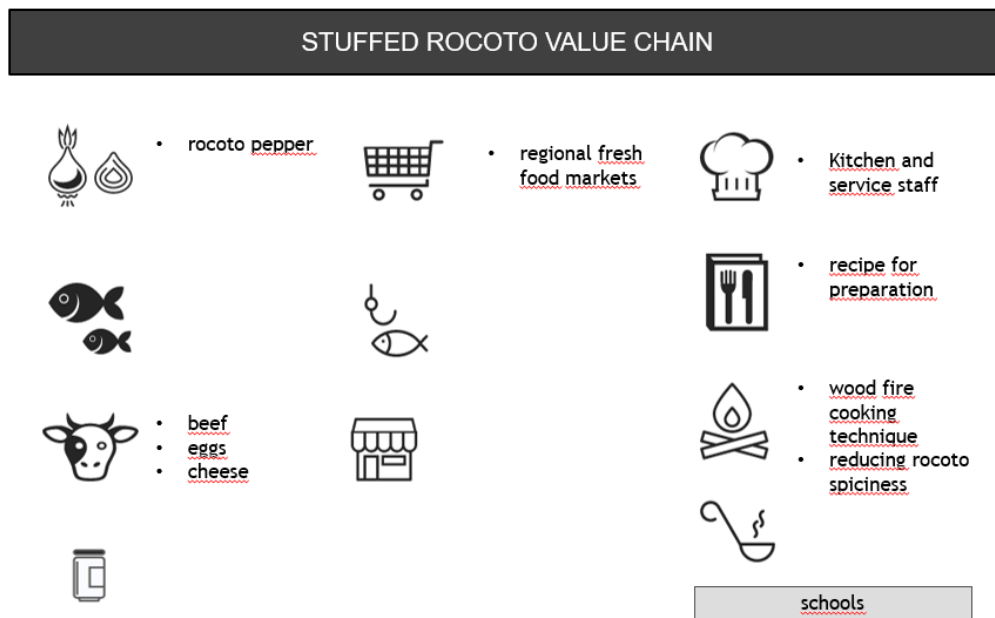 STUFFED ROCOTO VALUE CHAIN
• rocoto pepper
• regional fresh
food markets
• Kitchen and
service staff
• recipe for
preparation
• beef
• eggs
• cheese
• wood fire
cooking
technique
• reducing rocoto
spiciness
schools